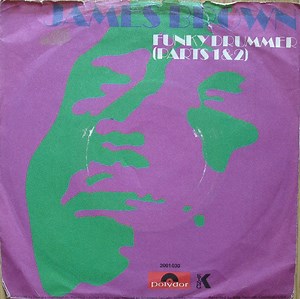 JAMES BROWN
FUNKY DRUMMER
(PARTS 1&2)
polydor
K